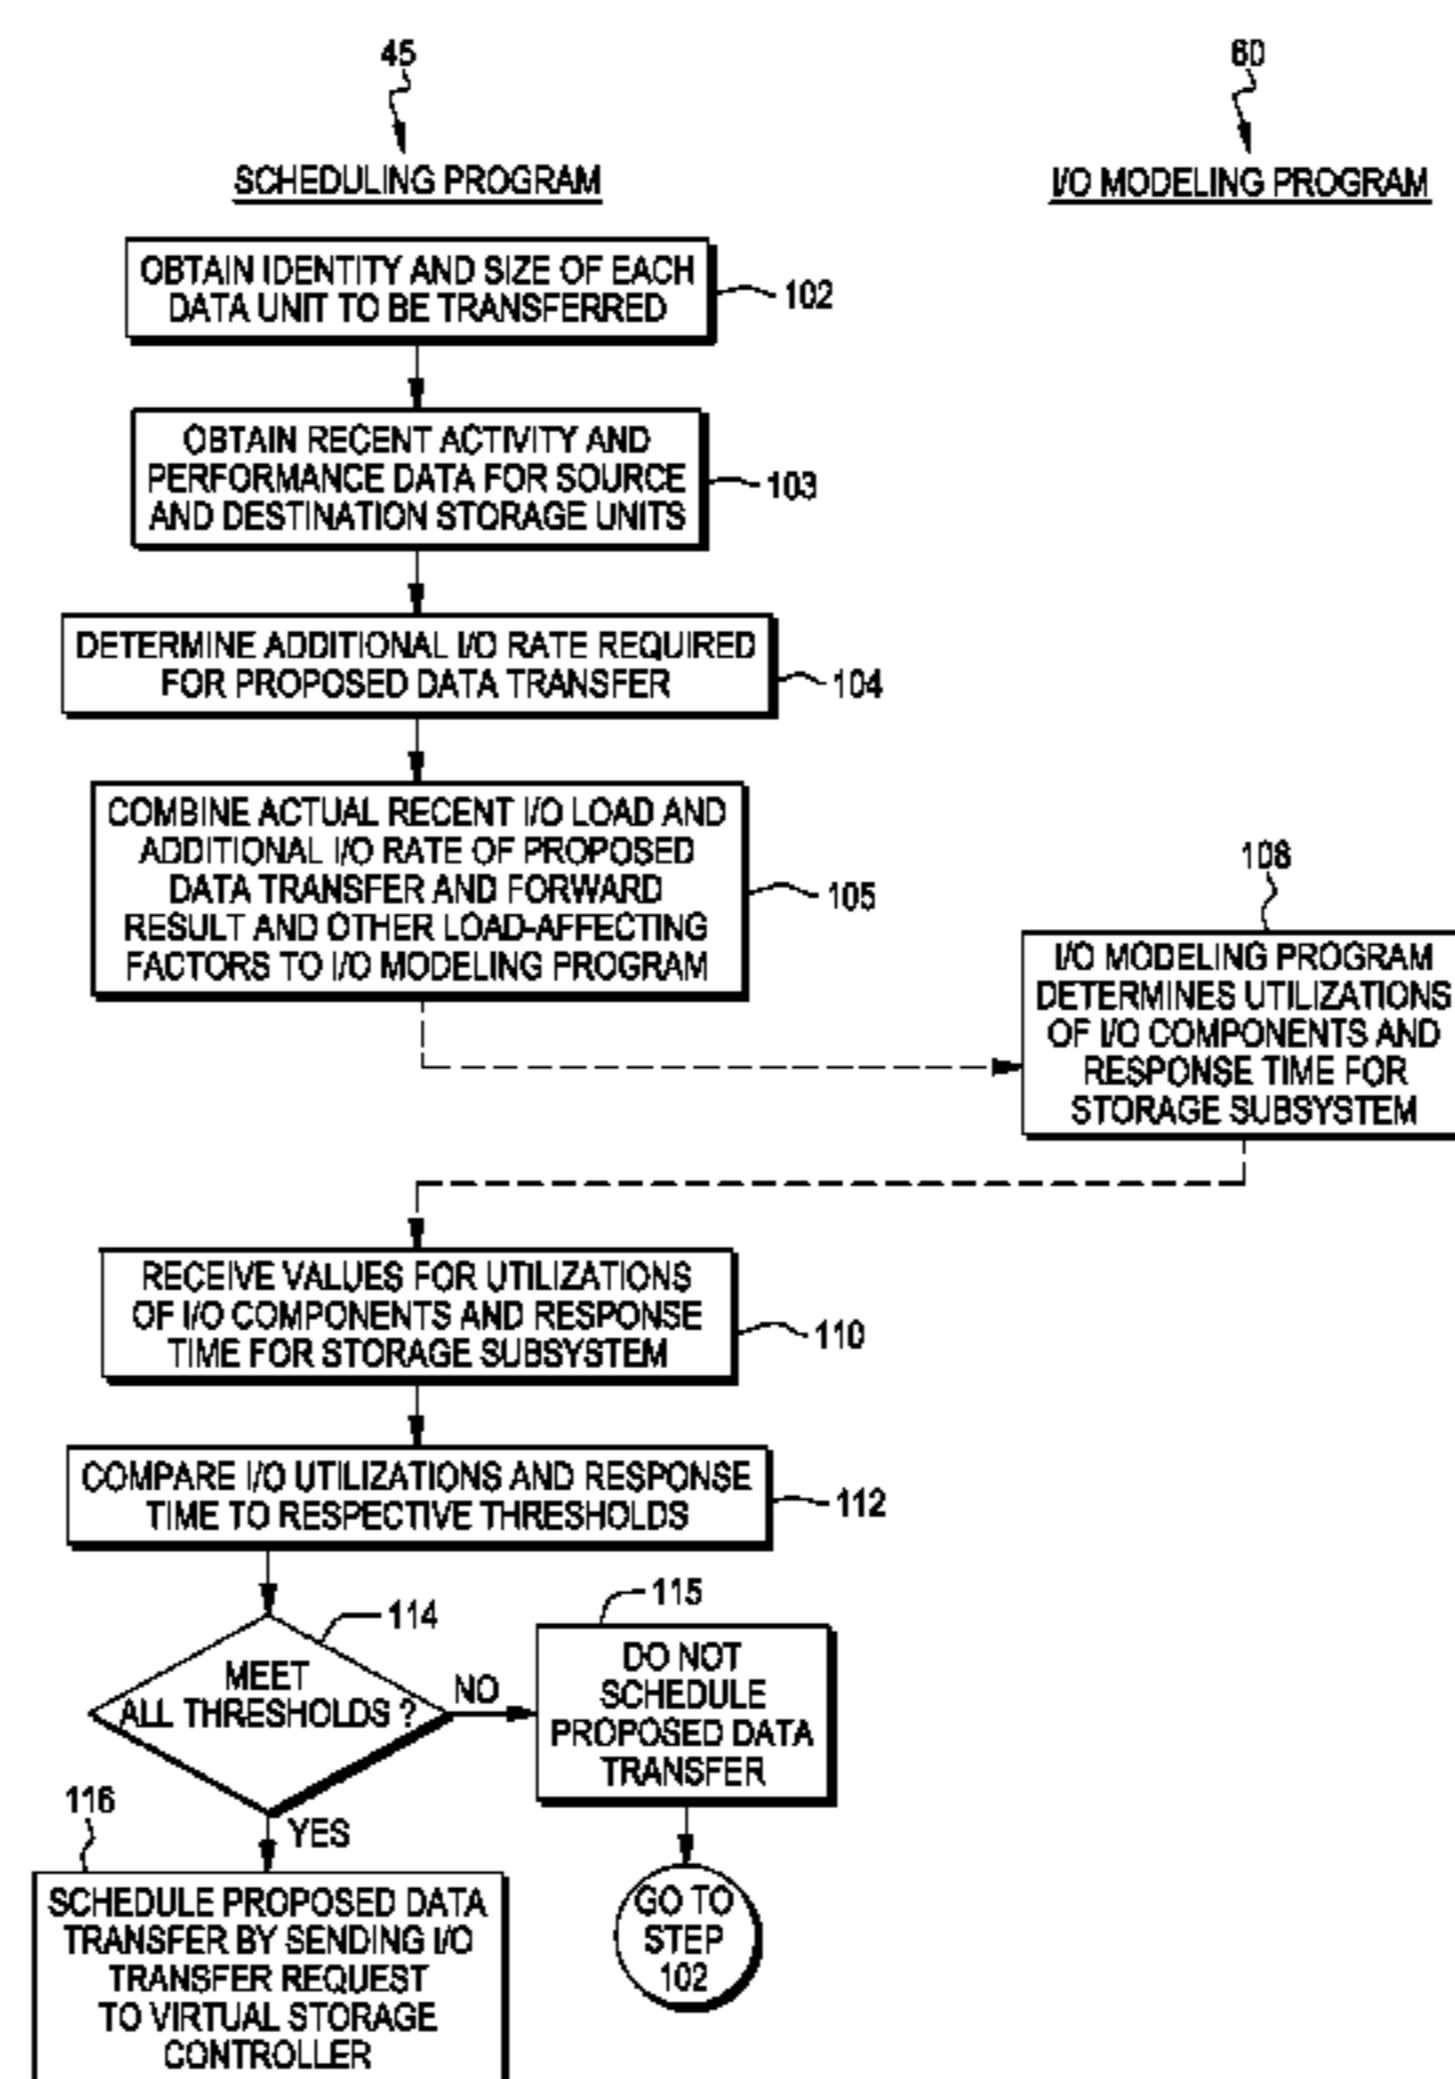 45
60
SCHEDULING PROGRAM
I/O MODELING PROGRAM
OBTAIN IDENTITY AND SIZE OF EACH
DATA UNIT TO BE TRANSFERRED
102
OBTAIN RECENT ACTIVITY AND
PERFORMANCE DATA FOR SOURCE
AND DESTINATION STORAGE UNITS
103
DETERMINE ADDITIONAL I/O RATE REQUIRED
FOR PROPOSED DATA TRANSFER
104
COMBINE ACTUAL RECENT I/O LOAD AND
ADDITIONAL I/O RATE OF PROPOSED
DATA TRANSFER AND FORWARD
RESULT AND OTHER LOAD-AFFECTING
FACTORS TO I/O MODELING PROGRAM
105
108
I/O MODELING PROGRAM
DETERMINES UTILIZATIONS
OF I/O COMPONENTS AND
RESPONSE TIME FOR
STORAGE SUBSYSTEM
RECEIVE VALUES FOR UTILIZATIONS
OF I/O COMPONENTS AND RESPONSE
TIME FOR STORAGE SUBSYSTEM
110
COMPARE I/O UTILIZATIONS AND RESPONSE
TIME TO RESPECTIVE THRESHOLDS
112
114
MEET
ALL THRESHOLDS ?
NO
YES
115
DO NOT
SCHEDULE
PROPOSED DATA
TRANSFER
GO TO
STEP
102
116
SCHEDULE PROPOSED DATA
TRANSFER BY SENDING I/O
TRANSFER REQUEST
TO VIRTUAL STORAGE
CONTROLLER